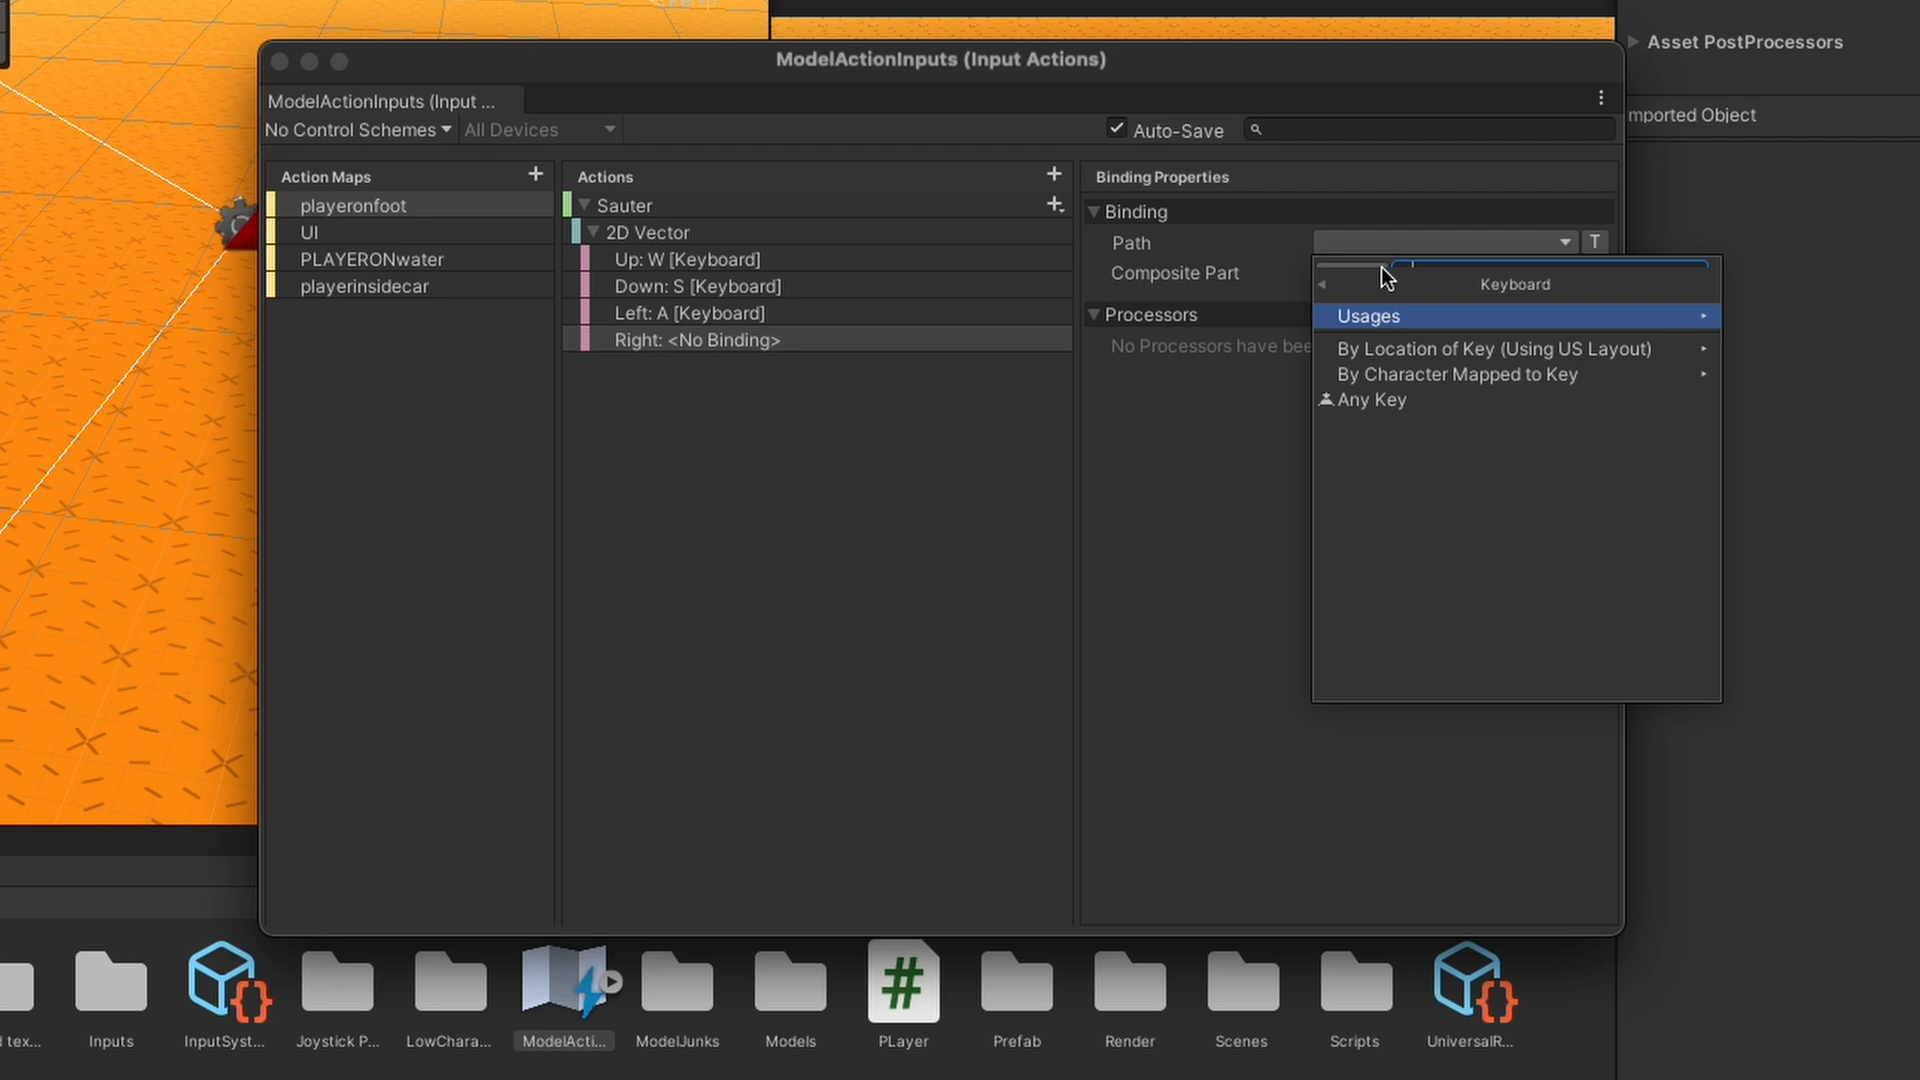 ModelActionInputs (Input Actions)
Asset PostProcessors
ModelActionInputs (Input ...
No Control Schemes
All Devices
Auto-Save
mported Object
Action Maps
Actions
Binding Properties
playeronfoot
UI
PLAYERONwater
playerinsidecar
Sauter
2D Vector
Up: W [Keyboard]
Down: S [Keyboard]
Left: A [Keyboard]
Right: <No Binding>
Binding
Path
T
Composite Part
Processors
No Processors have bee
Keyboard
Usages
By Location of Key (Using US Layout)
By Character Mapped to Key
Any Key
d tex...
Inputs
InputSyst...
Joystick P...
LowChara...
ModelActi...
ModelJunks
Models
PLayer
Prefab
Render
Scenes
Scripts
UniversalR...